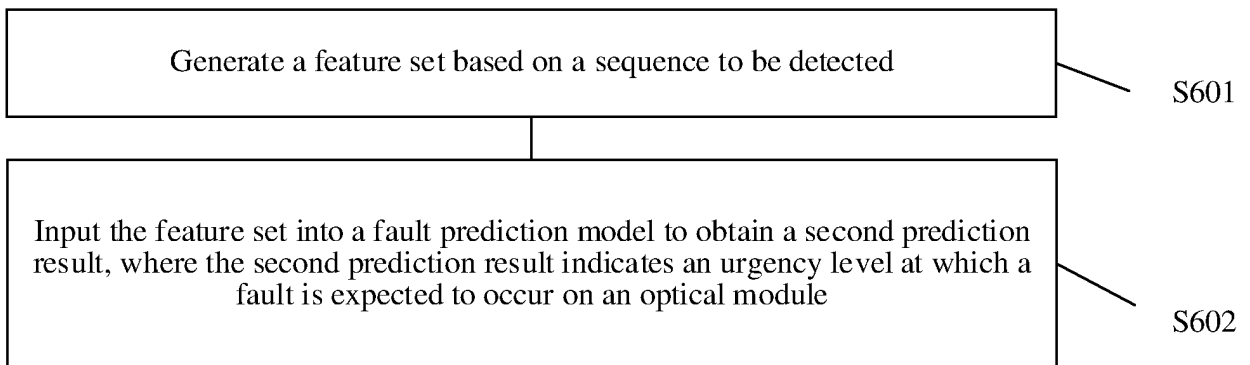 Generate a feature set based on a sequence to be detected
S601
Input the feature set into a fault prediction model to obtain a second prediction
result, where the second prediction result indicates an urgency level at which a
fault is expected to occur on an optical module
S602